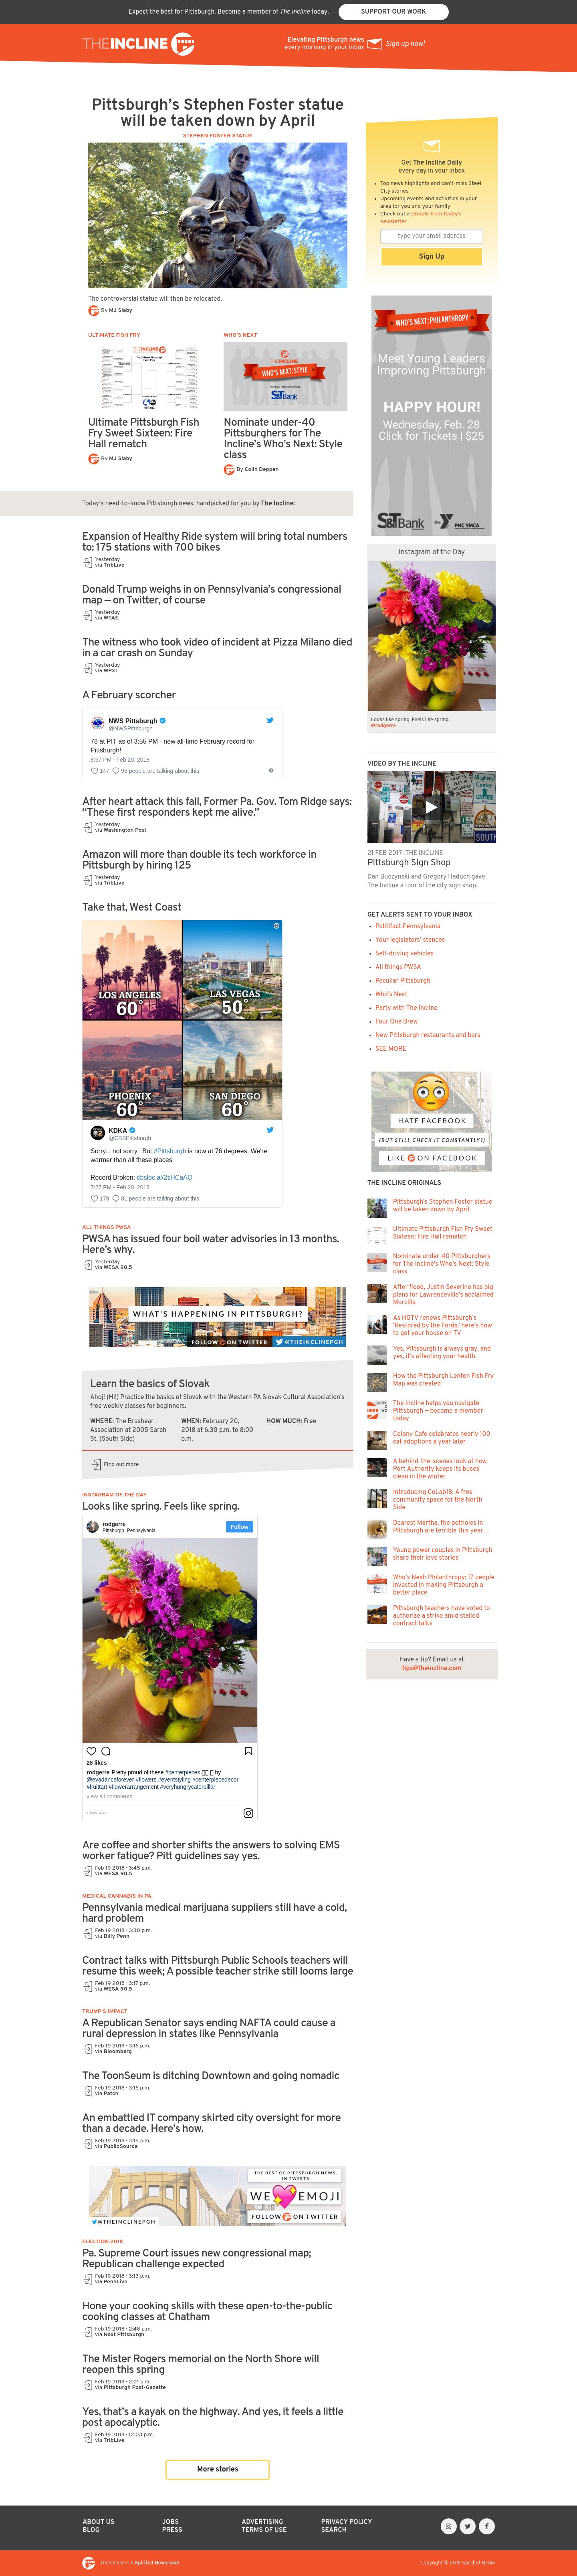 Expect the best for Pittsburgh. Become a member of The Incline today.
SUPPORT OUR WORK
THEINCLINE
Elevating Pittsburgh news
every morning in your inbox
Sign up now!
Pittsburgh's Stephen Foster statue
will be taken down by April
STEPHEN FOSTER STATUE
The controversial statue will then be relocated.
By MJ Slaby
ULTIMATE FISH FRY
Ultimate Pittsburgh Fish
Fry Sweet Sixteen: Fire
Hall rematch
By MJ Slaby
WHO'S NEXT
THEINCLINE
WHO'S NEXT: STYLE
S&T Bank
Nominate under-40
Pittsburghers for The
Incline's Who's Next: Style
class
By Colin Deppen
Today's need-to-know Pittsburgh news, handpicked for you by The Incline:
Expansion of Healthy Ride system will bring total numbers
to: 175 stations with 700 bikes
Yesterday
via TribLive
Donald Trump weighs in on Pennsylvania's congressional
map — on Twitter, of course
Yesterday
via WTAE
The witness who took video of incident at Pizza Milano died
in a car crash on Sunday
Yesterday
via WPXI
A February scorcher
NWS Pittsburgh
@NWSPittsburgh
78 at PIT as of 3:55 PM - new all-time February record for
Pittsburgh!
8:57 PM - Feb 20, 2018
147 95 people are talking about this
After heart attack this fall, Former Pa. Gov. Tom Ridge says:
"These first responders kept me alive."
Yesterday
via Washington Post
Amazon will more than double its tech workforce in
Pittsburgh by hiring 125
Yesterday
via TribLive
Take that, West Coast
LOS ANGELES
60°
LAS VEGAS
50°
PHOENIX
60°
SAN DIEGO
60°
KDKA
@CBSPittsburgh
Sorry... not sorry. But #Pittsburgh is now at 76 degrees. We're
warmer than all these places.
Record Broken: cbsloc.al/2sHCaAO
7:27 PM - Feb 20, 2018
179 81 people are talking about this
ALL THINGS PWSA
PWSA has issued four boil water advisories in 13 months.
Here's why.
Yesterday
via WESA 90.5
WHAT'S HAPPENING IN PITTSBURGH?
FOLLOW ON TWITTER @THEINCLINEPGH
Learn the basics of Slovak
Ahoj! (Hi!) Practice the basics of Slovak with the Western PA Slovak Cultural Association's
free weekly classes for beginners.
WHERE: The Brashear
Association at 2005 Sarah
St. (South Side)
WHEN: February 20,
2018 at 6:30 p.m. to 8:00
p.m.
HOW MUCH: Free
Find out more
INSTAGRAM OF THE DAY
Looks like spring. Feels like spring.
rodgerre
Pittsburgh, Pennsylvania
Follow
28 likes
rodgerre Pretty proud of these #centerpieces by
@evadanceforever #flowers #eventstyling #centerpiecedecor
#fruitart #flowerarrangement #veryhungrycaterpillar
view all comments
1 DAY AGO
Are coffee and shorter shifts the answers to solving EMS
worker fatigue? Pitt guidelines say yes.
Feb 19 2018 · 3:45 p.m.
via WESA 90.5
MEDICAL CANNABIS IN PA.
Pennsylvania medical marijuana suppliers still have a cold,
hard problem
Feb 19 2018 · 3:30 p.m.
via Billy Penn
Contract talks with Pittsburgh Public Schools teachers will
resume this week; A possible teacher strike still looms large
Feb 19 2018 · 3:17 p.m.
via WESA 90.5
TRUMP'S IMPACT
A Republican Senator says ending NAFTA could cause a
rural depression in states like Pennsylvania
Feb 19 2018 · 3:16 p.m.
via Bloomberg
The ToonSeum is ditching Downtown and going nomadic
Feb 19 2018 · 3:16 p.m.
via Patch
An embattled IT company skirted city oversight for more
than a decade. Here's how.
Feb 19 2018 · 3:15 p.m.
via PublicSource
THE BEST OF PITTSBURGH NEWS.
IN TWEETS.
WE EMOJI
FOLLOW ON TWITTER
@THEINCLINEPGH
ELECTION 2018
Pa. Supreme Court issues new congressional map;
Republican challenge expected
Feb 19 2018 · 3:13 p.m.
via PennLive
Hone your cooking skills with these open-to-the-public
cooking classes at Chatham
Feb 19 2018 · 2:48 p.m.
via Next Pittsburgh
The Mister Rogers memorial on the North Shore will
reopen this spring
Feb 19 2018 · 2:01 p.m.
via Pittsburgh Post-Gazette
Yes, that's a kayak on the highway. And yes, it feels a little
post apocalyptic.
Feb 19 2018 · 12:03 p.m.
via TribLive
More stories
Get The Incline Daily
every day in your inbox
Top news highlights and can't-miss Steel
City stories
Upcoming events and activities in your
area for you and your family
Check out a sample from today's
newsletter
type your email address
Sign Up
WHO'S NEXT: PHILANTHROPY
Meet Young Leaders
Improving Pittsburgh
HAPPY HOUR!
Wednesday, Feb. 28
Click for Tickets | $25
S&T Bank
PNC YMCA
Instagram of the Day
Looks like spring. Feels like spring.
@rodgerre
VIDEO BY THE INCLINE
21 FEB 2017· THE INCLINE
Pittsburgh Sign Shop
Dan Buczynski and Gregory Haduch gave
The Incline a tour of the city sign shop.
GET ALERTS SENT TO YOUR INBOX
Politifact Pennsylvania
Your legislators' stances
Self-driving vehicles
All things PWSA
Peculiar Pittsburgh
Who's Next
Party with The Incline
Four One Brew
New Pittsburgh restaurants and bars
SEE MORE
HATE FACEBOOK
(BUT STILL CHECK IT CONSTANTLY?)
LIKE ON FACEBOOK
THE INCLINE ORIGINALS
Pittsburgh's Stephen Foster statue
will be taken down by April
Ultimate Pittsburgh Fish Fry Sweet
Sixteen: Fire Hall rematch
Nominate under-40 Pittsburghers
for The Incline's Who's Next: Style
class
After flood, Justin Severino has big
plans for Lawrenceville's acclaimed
Morcilla
As HGTV renews Pittsburgh's
'Restored by the Fords,' here's how
to get your house on TV
Yes, Pittsburgh is always gray, and
yes, it's affecting your health.
How the Pittsburgh Lenten Fish Fry
Map was created
The Incline helps you navigate
Pittsburgh — become a member
today
Colony Cafe celebrates nearly 100
cat adoptions a year later
A behind-the-scenes look at how
Port Authority keeps its buses
clean in the winter
Introducing CoLab18: A free
community space for the North
Side
Dearest Martha, the potholes in
Pittsburgh are terrible this year…
Young power couples in Pittsburgh
share their love stories
Who's Next: Philanthropy; 17 people
invested in making Pittsburgh a
better place
Pittsburgh teachers have voted to
authorize a strike amid stalled
contract talks
Have a tip? Email us at
tips@theincline.com
ABOUT US
BLOG
JOBS
PRESS
ADVERTISING
TERMS OF USE
PRIVACY POLICY
SEARCH
The Incline is a Spirited Newsroom
Copyright © 2018 Spirited Media